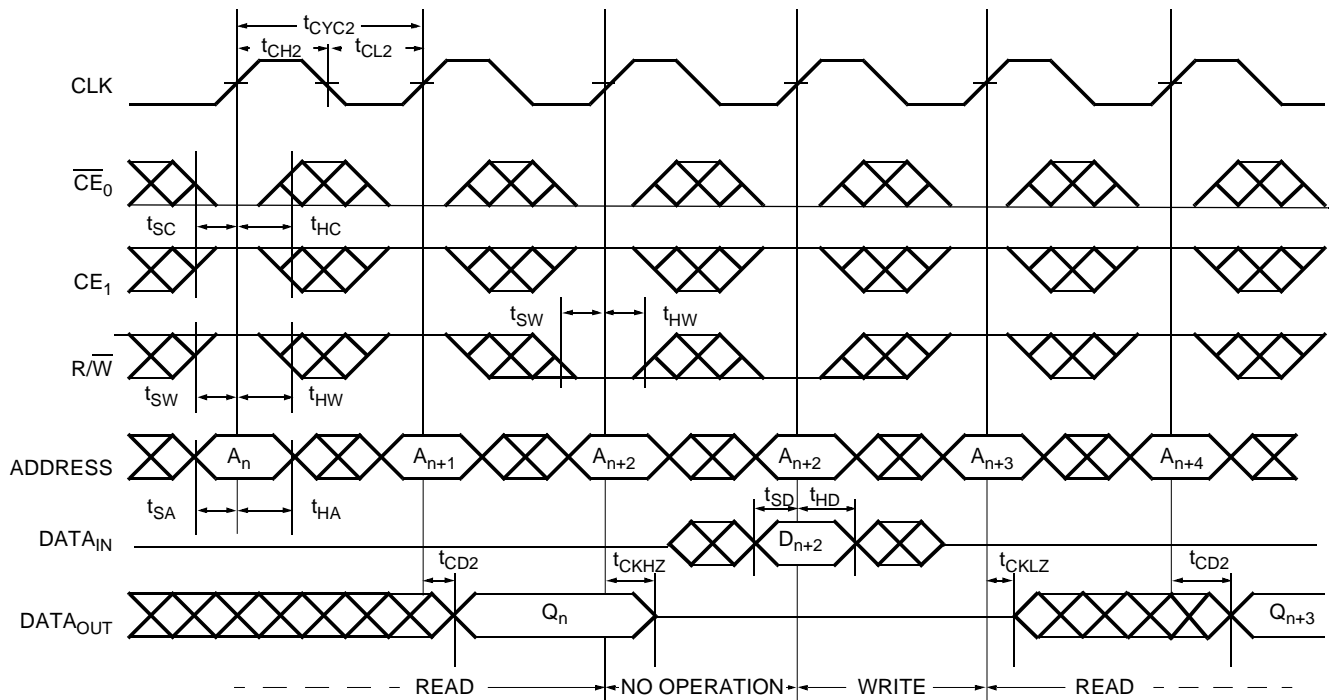 tCYC2
tCH2 tCL2
CLK
CE0
tSC tHC
CE1
tSW tHW
R/W
tSW tHW
ADDRESS An An+1 An+2 An+2 An+3 An+4
tSA tHA tSD tHD
DATAIN Dn+2
tCD2 tCKHZ tCKLZ tCD2
DATAOUT Qn Qn+3
READ NO OPERATION WRITE READ